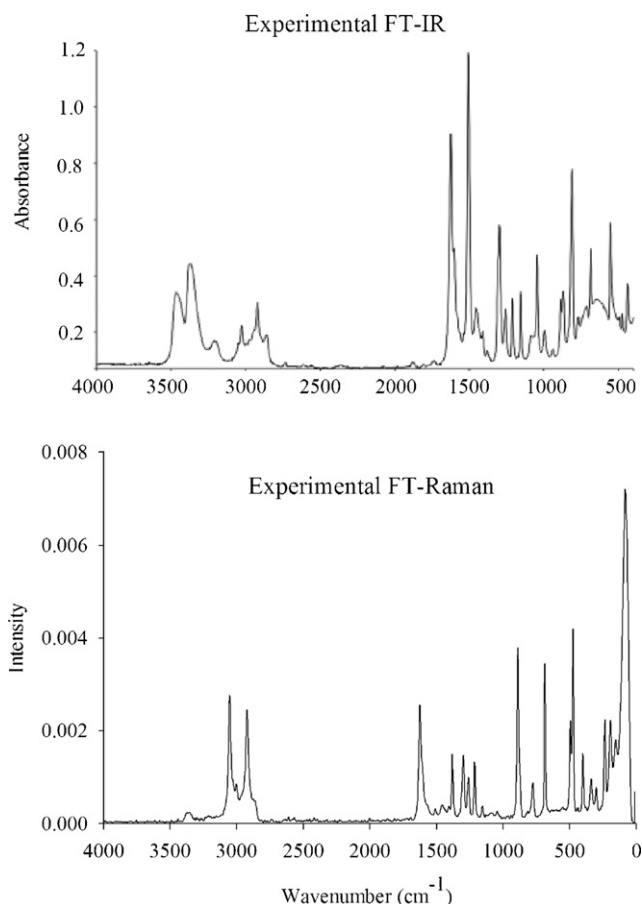 Experimental FT-IR
Absorbance
1.2
1.0
0.8
0.6
0.4
0.2
4000 3500 3000 2500 2000 1500 1000 500
Experimental FT-Raman
Intensity
0.008
0.006
0.004
0.002
0.000
4000 3500 3000 2500 2000 1500 1000 500 0
Wavenumber (cm⁻¹)